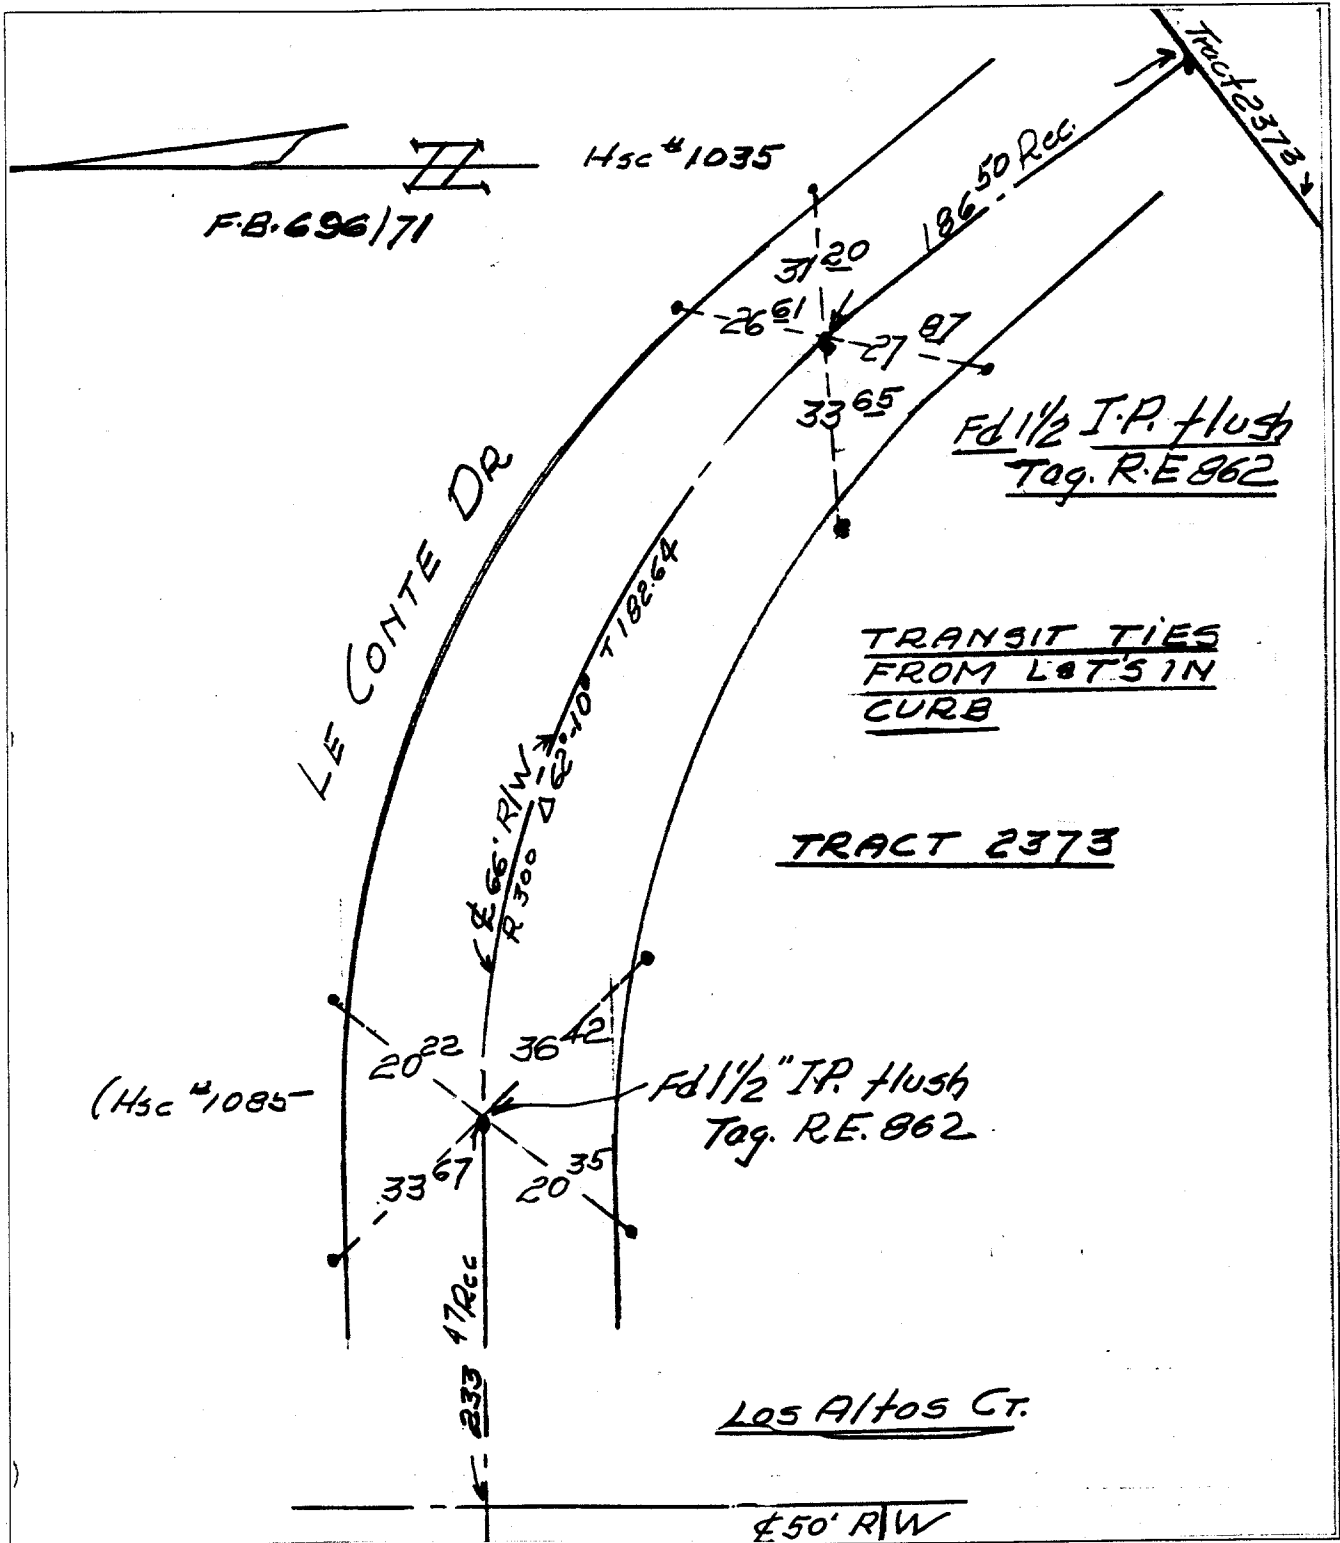 Tract 2373
Hsc #1035
186 50 Rec.
F.B. 696/71
31 20
26 61
27 87
33 65
Fd 1 1/2 I.P. flush
Tag. R.E 862
LE CONTE DR
TRANSIT TIES
FROM L&T'S IN
CURB
℄ 66' R/W
R 300 Δ 62°-10' T 182.64
TRACT 2373
20 22
36 42
(Hsc #1085
Fd 1 1/2" I.P. flush
Tag. R.E. 862
33 67
20 35
233 47 Rec
Los Altos CT.
℄ 50' R/W